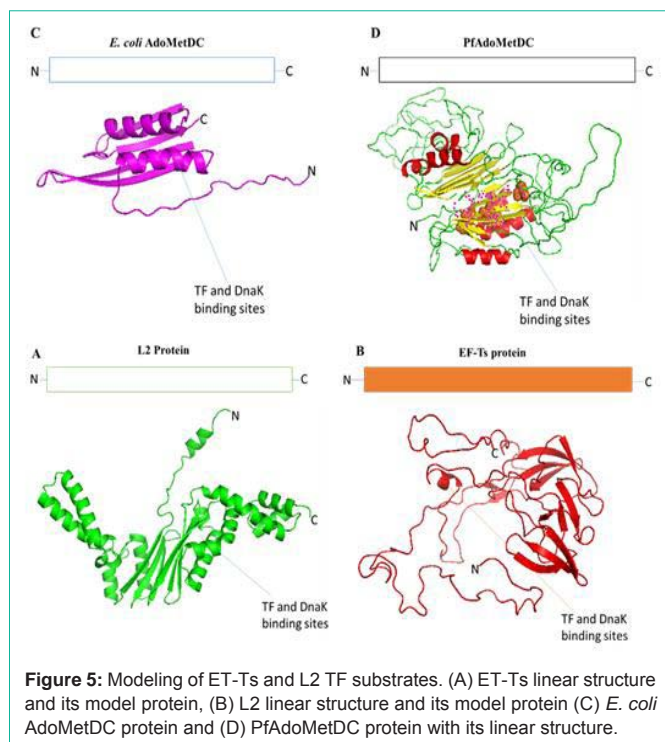 C
D
E. coli AdoMetDC
PfAdoMetDC
N
C
N
C
C
N
N
TF and DnaK
binding sites
TF and DnaK
binding sites
A
L2 Protein
B
EF-Ts protein
N
C
N
C
N
C
C
N
TF and DnaK
binding sites
TF and DnaK
binding sites
Figure 5: Modeling of ET-Ts and L2 TF substrates. (A) ET-Ts linear structure
and its model protein, (B) L2 linear structure and its model protein (C) E. coli
AdoMetDC protein and (D) PfAdoMetDC protein with its linear structure.